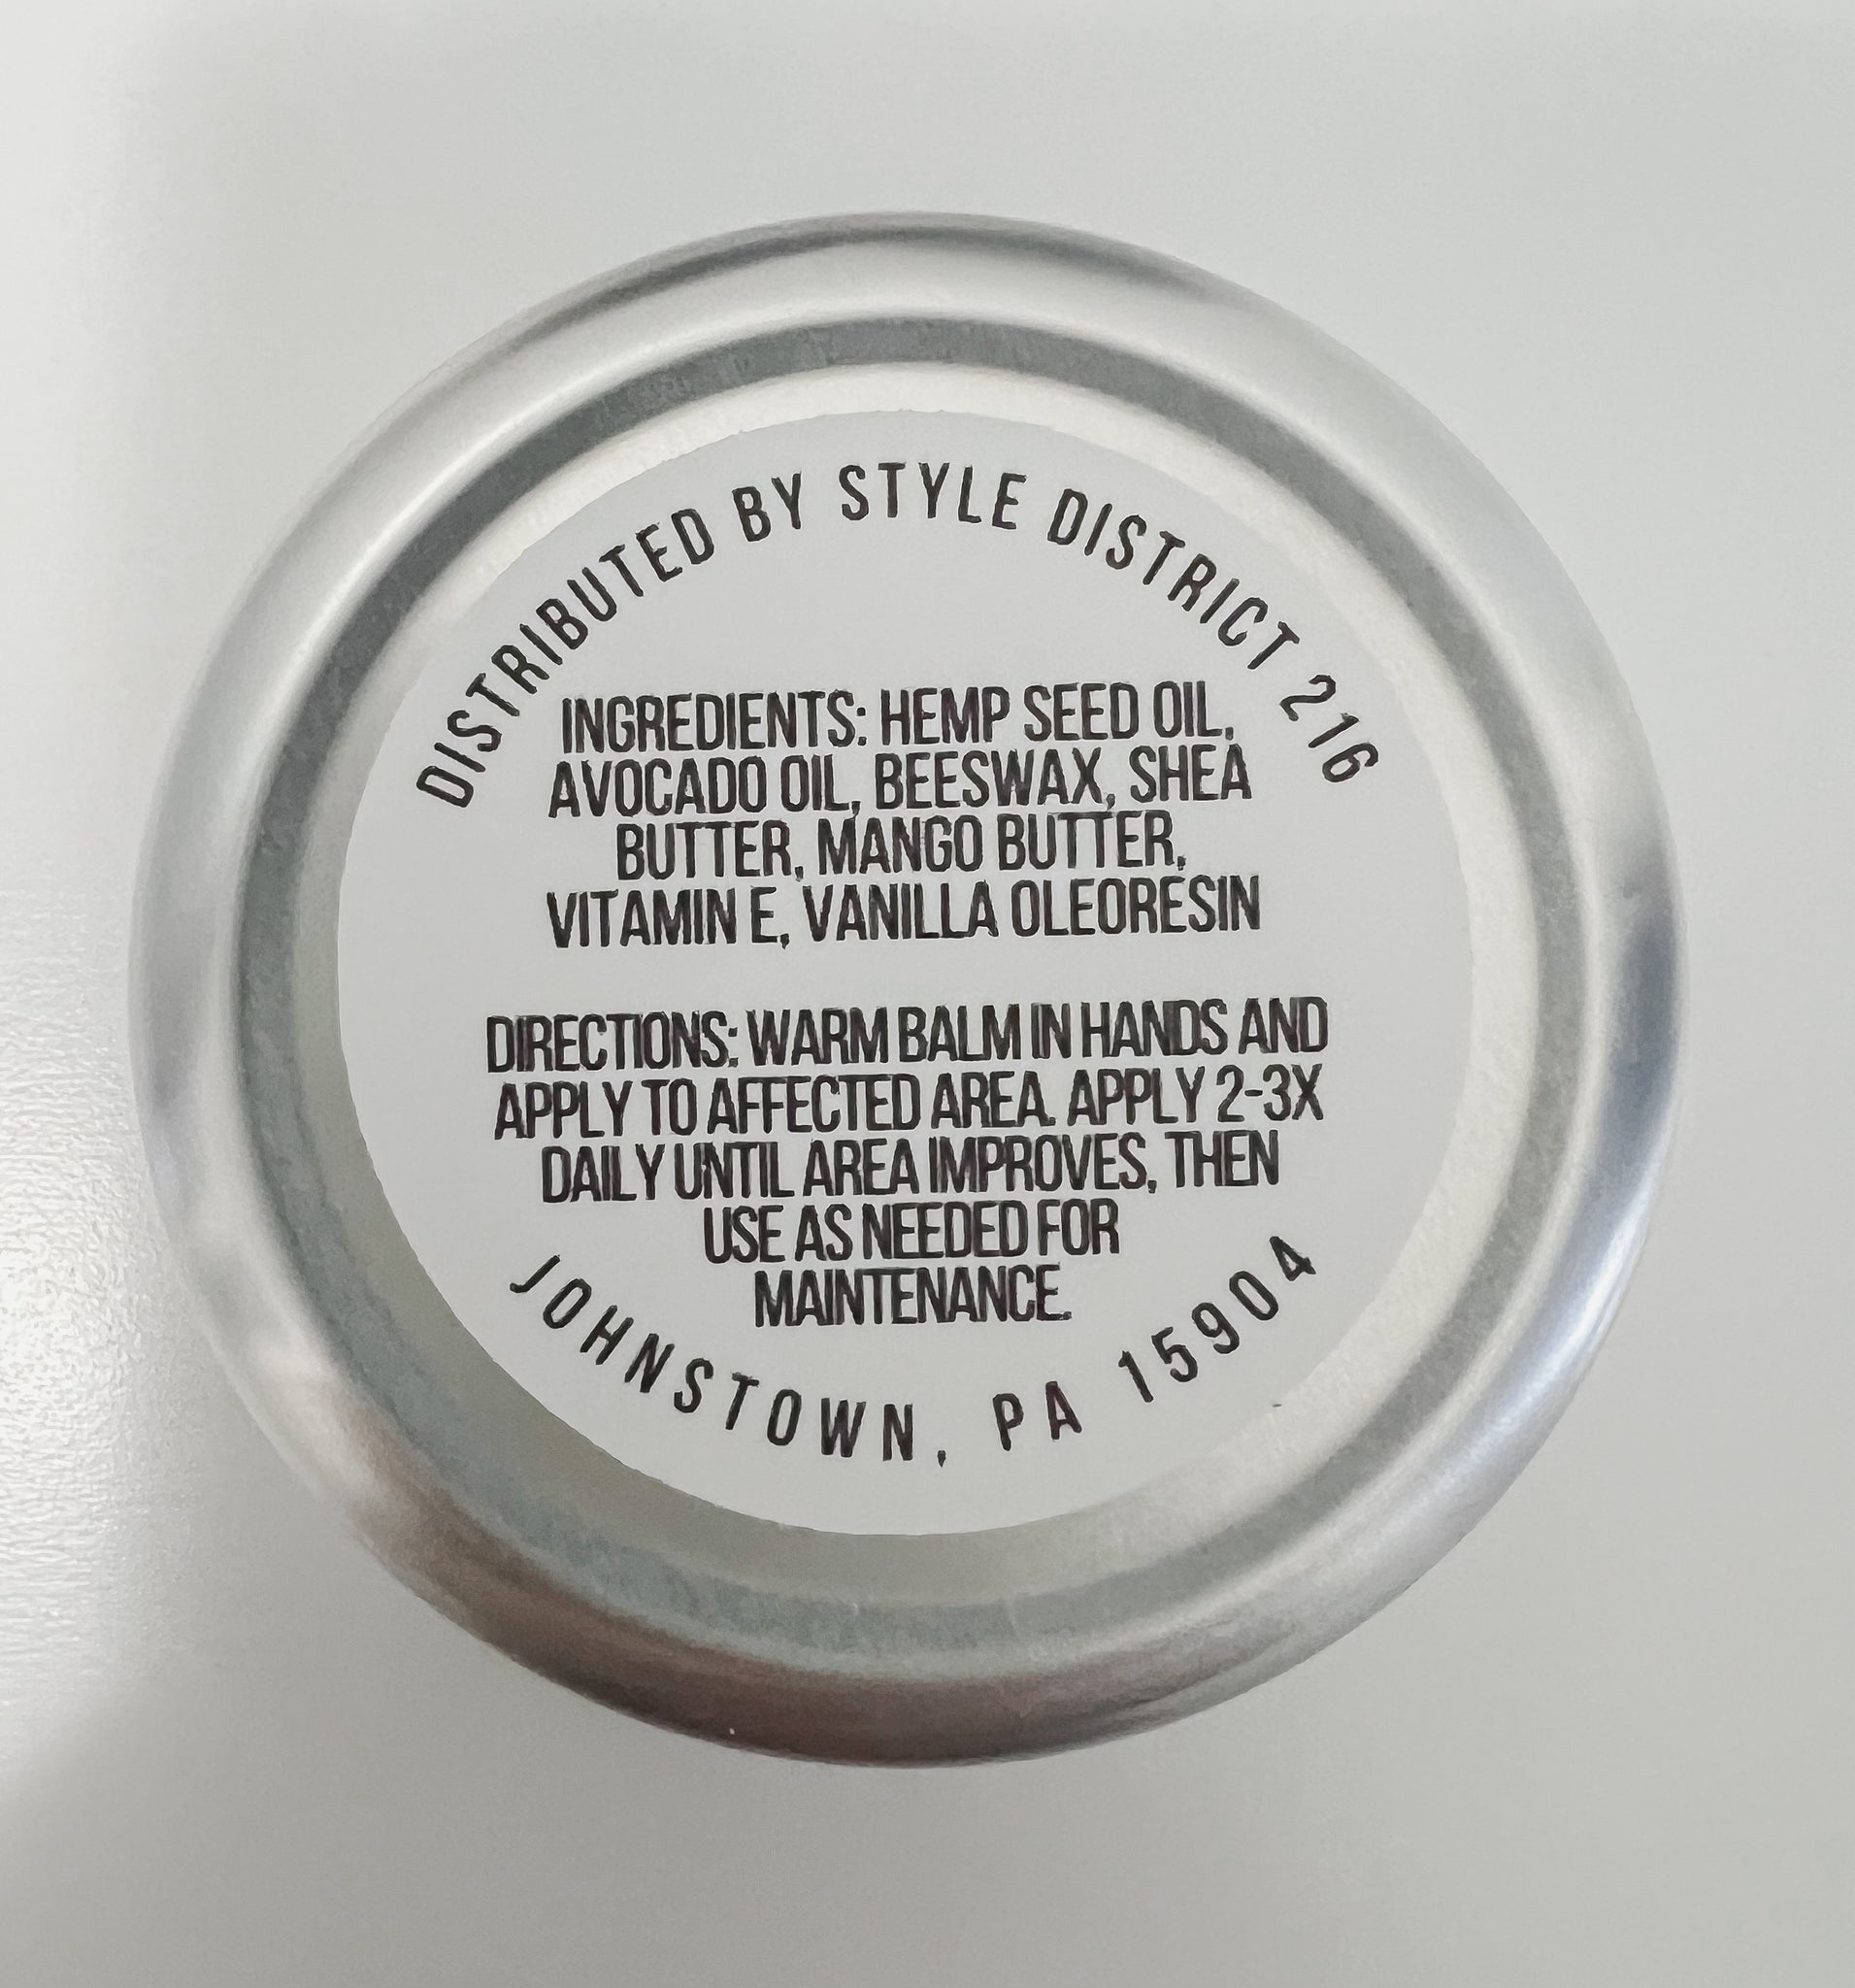 DISTRIBUTED BY STYLE DISTRICT 216
INGREDIENTS: HEMP SEED OIL,
AVOCADO OIL, BEESWAX, SHEA
BUTTER, MANGO BUTTER,
VITAMIN E, VANILLA OLEORESIN
DIRECTIONS: WARM BALM IN HANDS AND
APPLY TO AFFECTED AREA. APPLY 2-3X
DAILY UNTIL AREA IMPROVES, THEN
USE AS NEEDED FOR
MAINTENANCE.
JOHNSTOWN, PA 15904